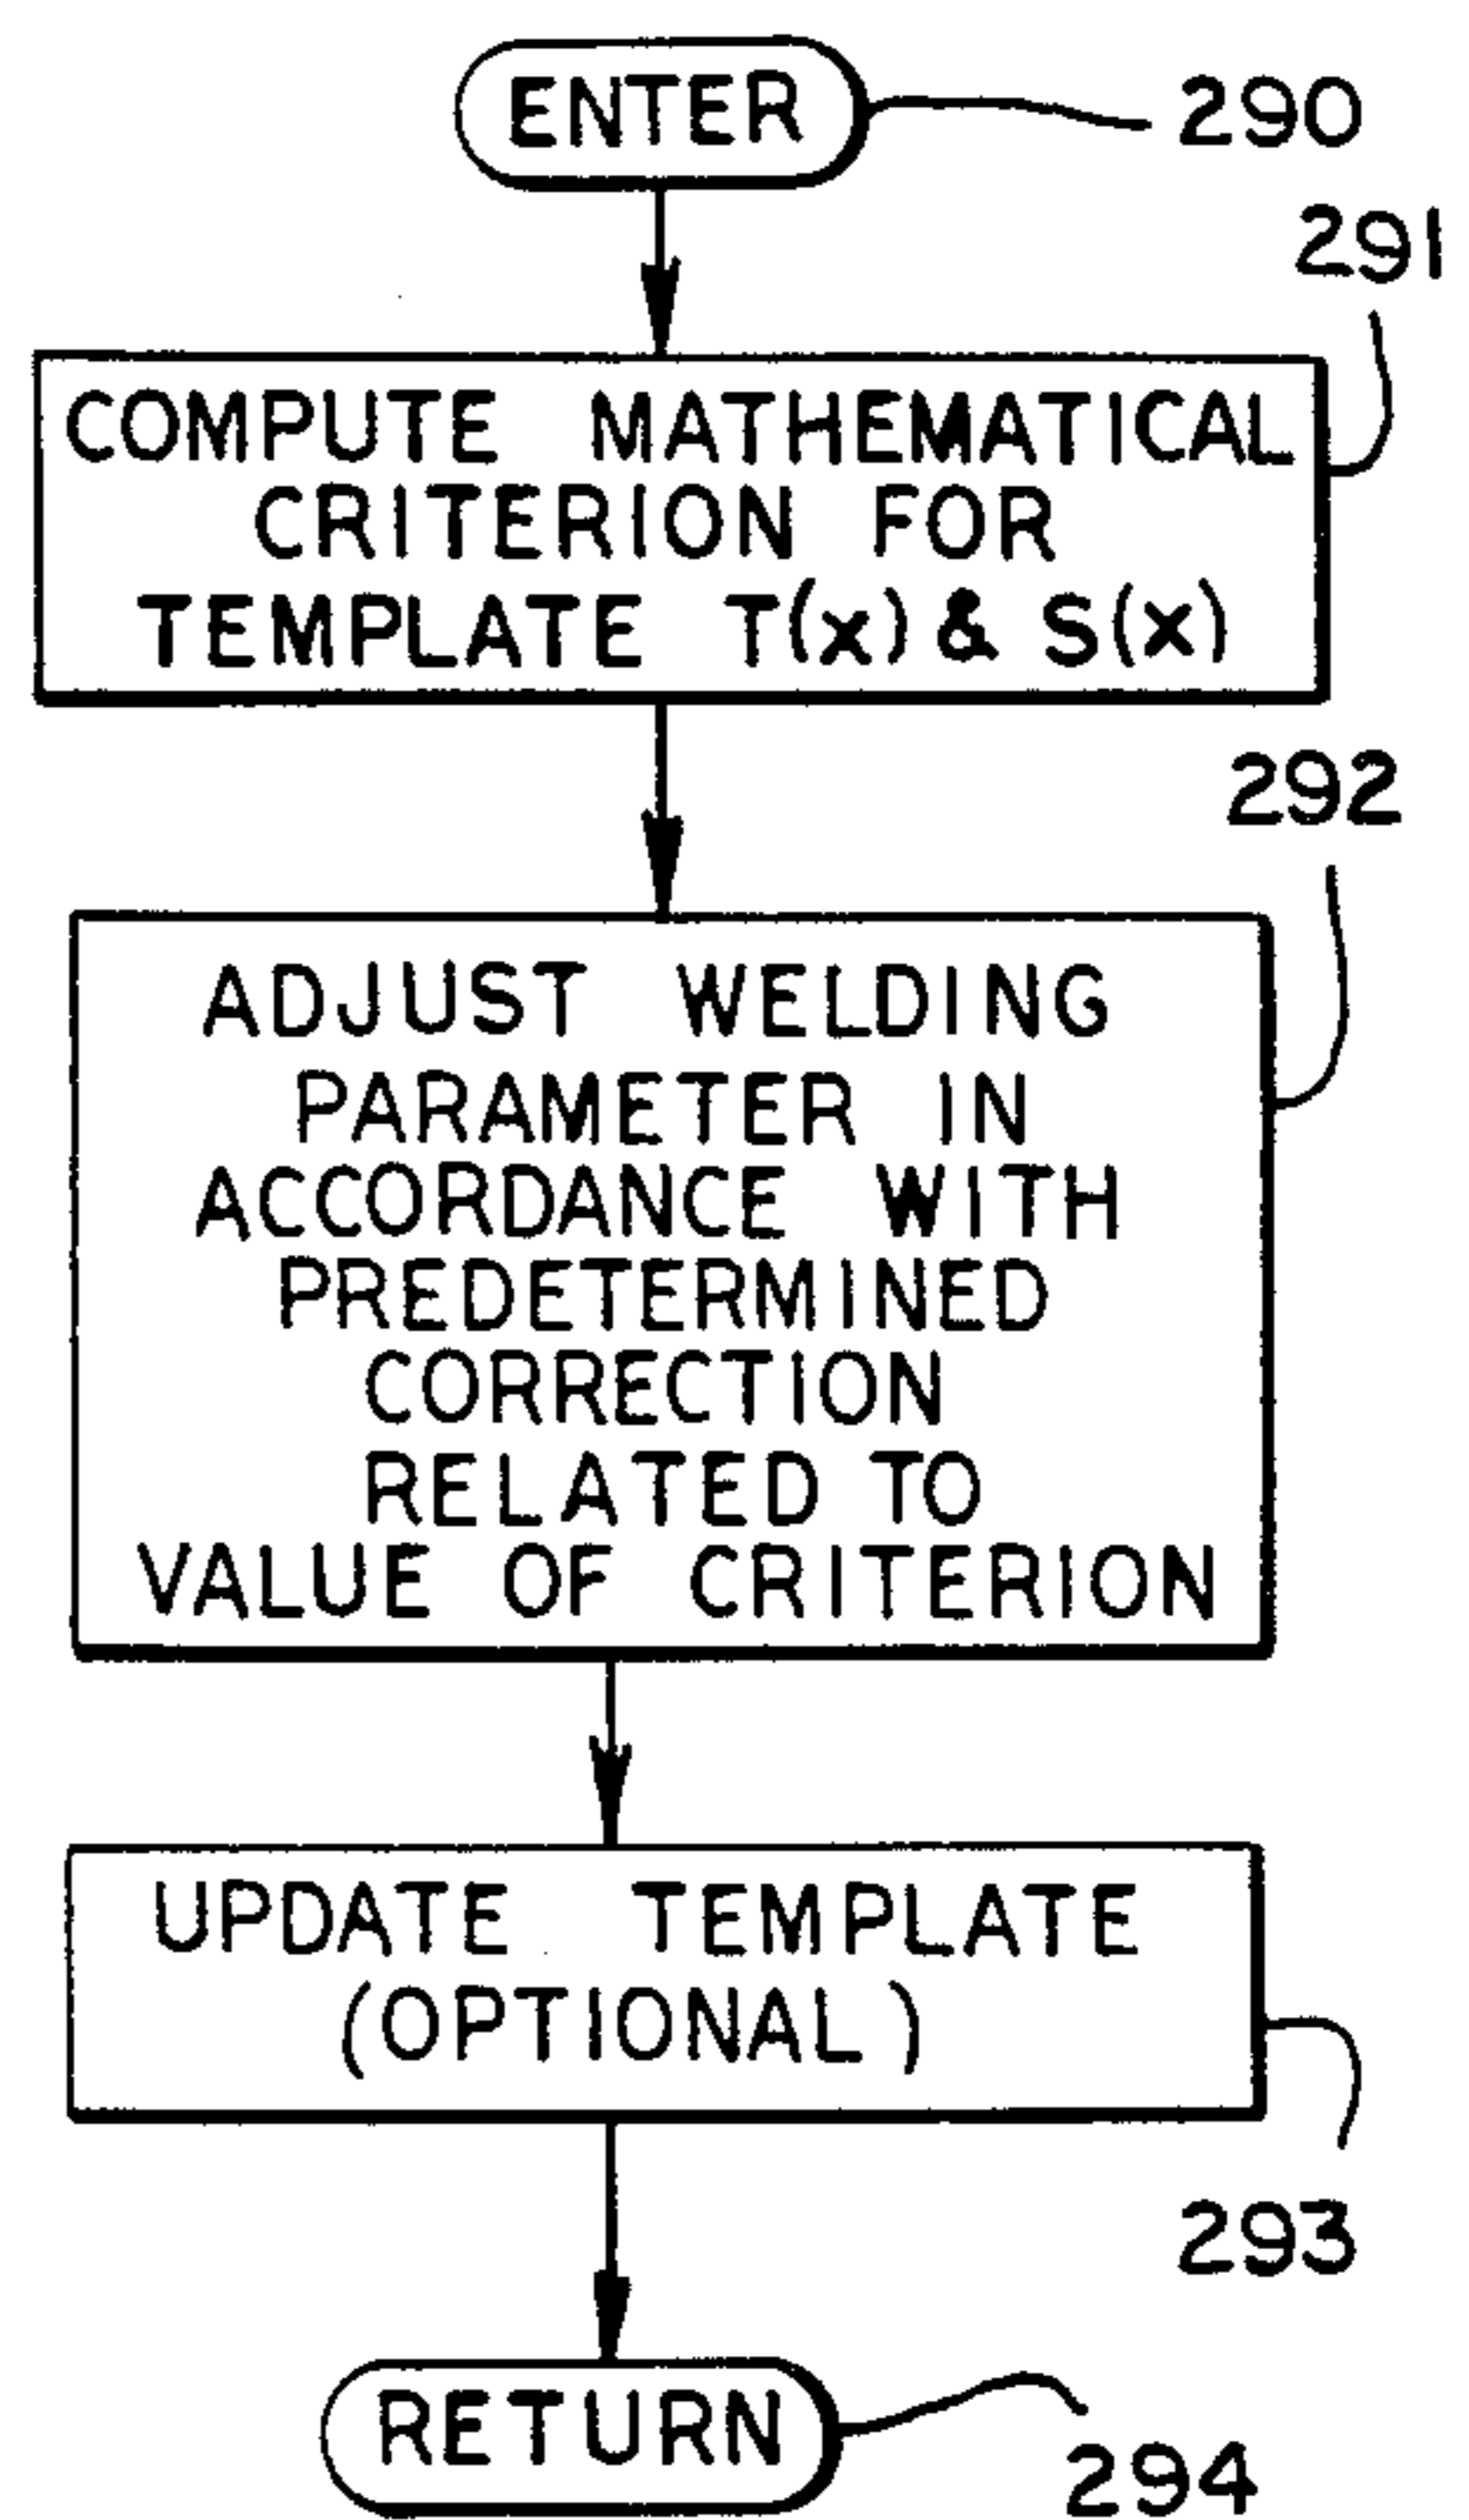 ENTER
290
291
COMPUTE MATHEMATICAL
CRITERION FOR
TEMPLATE T(x) & S(x)
292
ADJUST WELDING
PARAMETER IN
ACCORDANCE WITH
PREDETERMINED
CORRECTION
RELATED TO
VALUE OF CRITERION
UPDATE TEMPLATE
(OPTIONAL)
293
RETURN
294